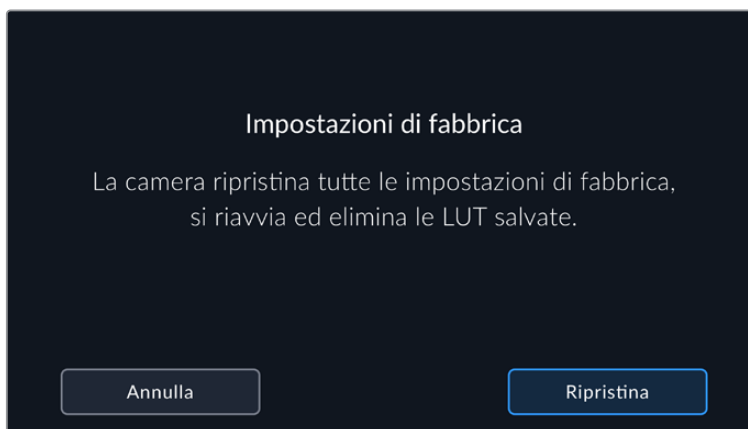 Impostazioni di fabbrica
La camera ripristina tutte le impostazioni di fabbrica,
si riavvia ed elimina le LUT salvate.
Annulla
Ripristina